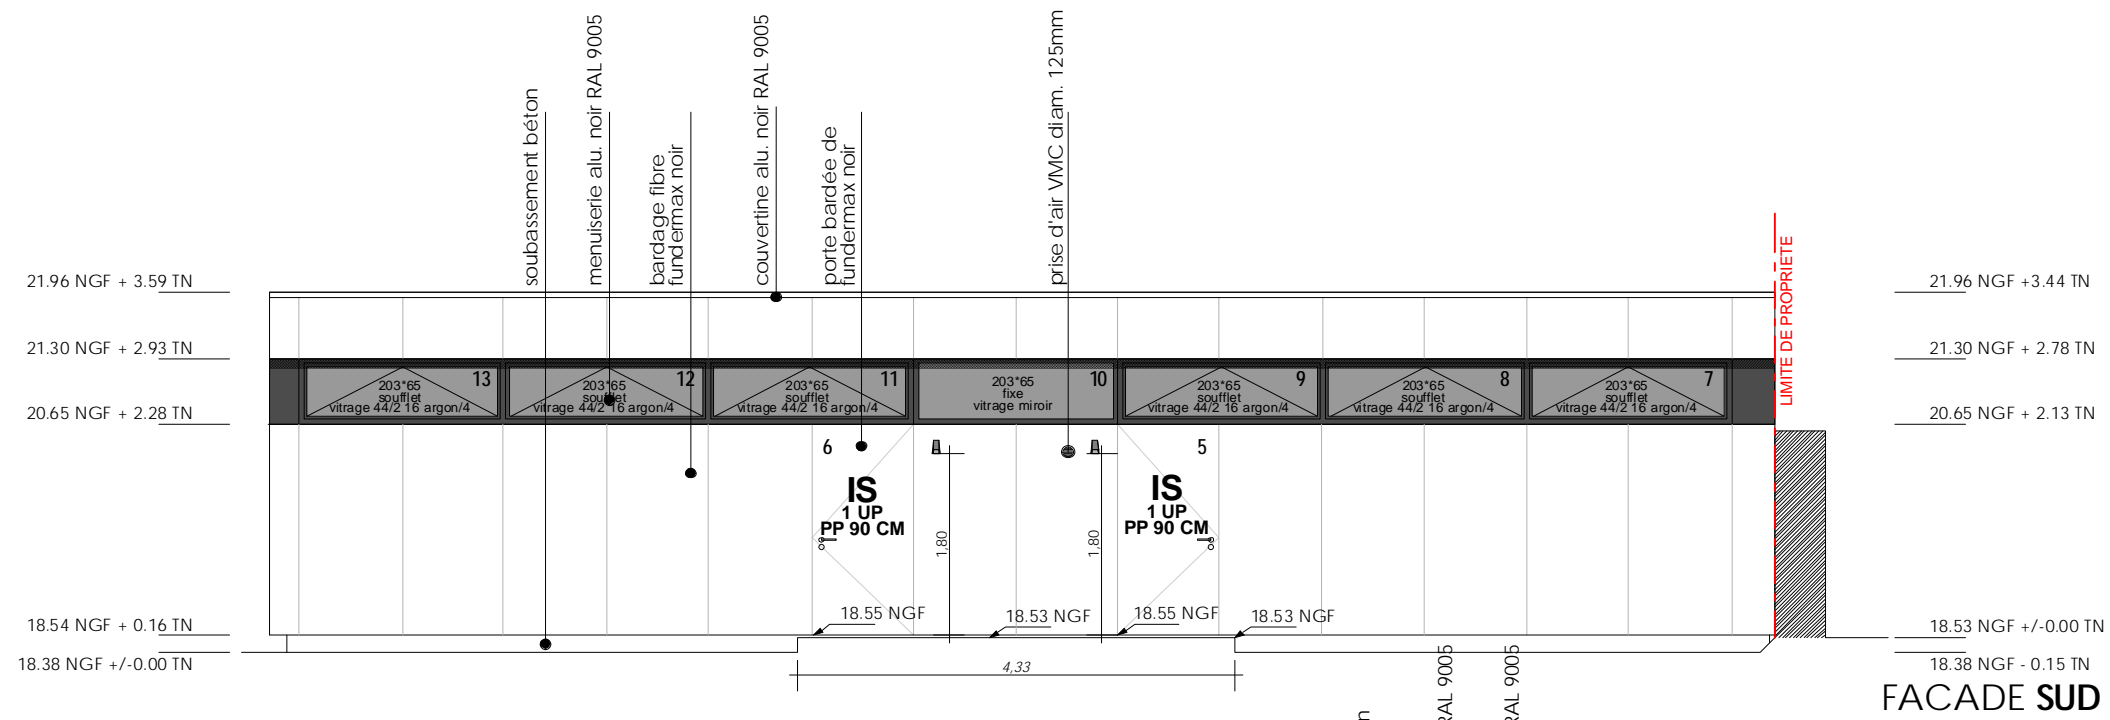 soubassement béton
menuiserie alu. noir RAL 9005
bardage fibre
fundermax noir
couvertine alu. noir RAL 9005
porte bardée de
fundermax noir
prise d'air VMC diam. 125mm
LIMITE DE PROPRIETE
21.96 NGF + 3.59 TN
21.96 NGF +3.44 TN
21.30 NGF + 2.93 TN
21.30 NGF + 2.78 TN
20.65 NGF + 2.28 TN
20.65 NGF + 2.13 TN
13
203*65
soufflet
vitrage 44/2 16 argon/4
12
203*65
soufflet
vitrage 44/2 16 argon/4
11
203*65
soufflet
vitrage 44/2 16 argon/4
10
203*65
fixe
vitrage miroir
9
203*65
soufflet
vitrage 44/2 16 argon/4
8
203*65
soufflet
vitrage 44/2 16 argon/4
7
203*65
soufflet
vitrage 44/2 16 argon/4
6
IS
1 UP
PP 90 CM
1,80
1,80
5
IS
1 UP
PP 90 CM
18.55 NGF
18.53 NGF
18.55 NGF
18.53 NGF
18.54 NGF + 0.16 TN
18.53 NGF +/-0.00 TN
18.38 NGF +/-0.00 TN
18.38 NGF - 0.15 TN
4,33
RAL 9005
RAL 9005
FACADE SUD